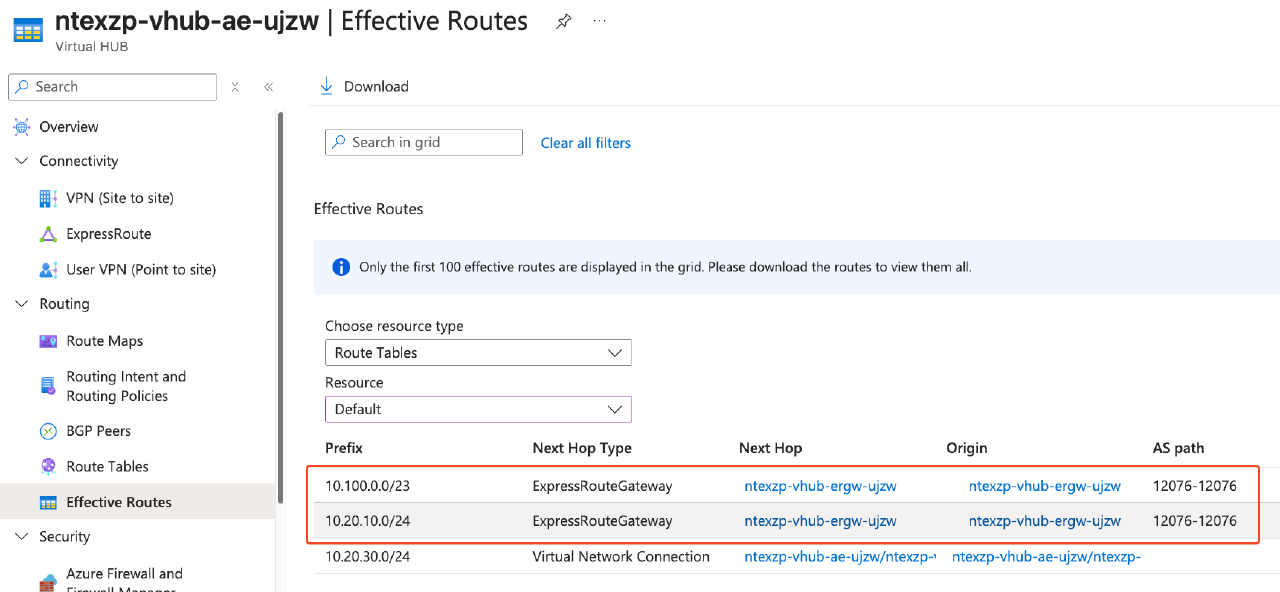 ntexzp-vhub-ae-ujzw | Effective Routes
Virtual HUB
Search
Download
Overview
Search in grid
Clear all filters
Connectivity
VPN (Site to site)
ExpressRoute
User VPN (Point to site)
Routing
Route Maps
Routing Intent and
Routing Policies
BGP Peers
Route Tables
Effective Routes
Security
Azure Firewall and
Firewall Manager
Effective Routes
Only the first 100 effective routes are displayed in the grid. Please download the routes to view them all.
Choose resource type
Route Tables
Resource
Default
Prefix Next Hop Type Next Hop Origin AS path
10.100.0.0/23 ExpressRouteGateway ntexzp-vhub-ergw-ujzw ntexzp-vhub-ergw-ujzw 12076-12076
10.20.10.0/24 ExpressRouteGateway ntexzp-vhub-ergw-ujzw ntexzp-vhub-ergw-ujzw 12076-12076
10.20.30.0/24 Virtual Network Connection ntexzp-vhub-ae-ujzw/ntexzp- ntexzp-vhub-ae-ujzw/ntexzp-